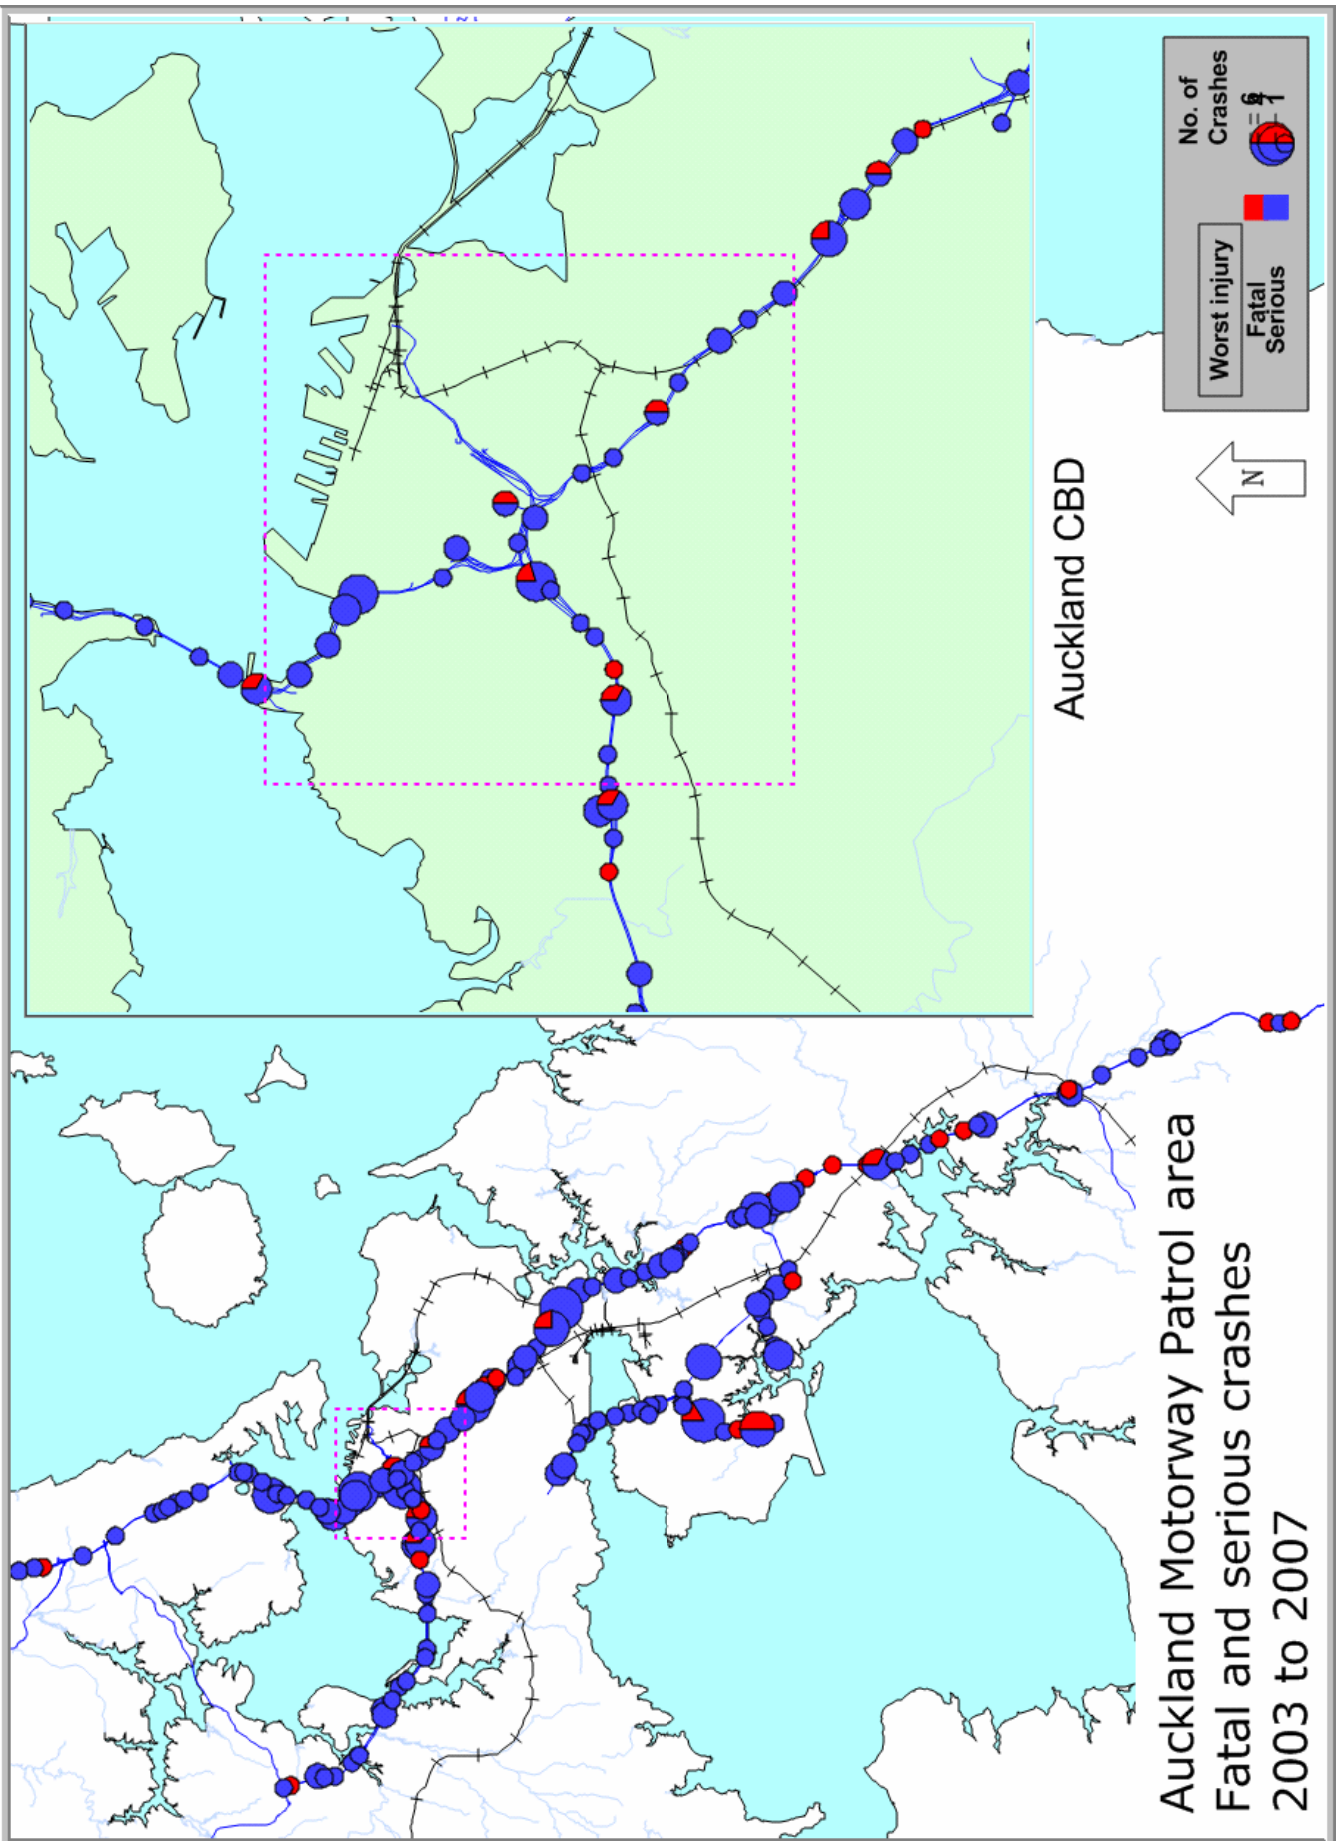 Auckland Motorway Patrol area
Fatal and serious crashes
2003 to 2007
Auckland CBD
N
Worst injury
Fatal
Serious
No. of
Crashes
1